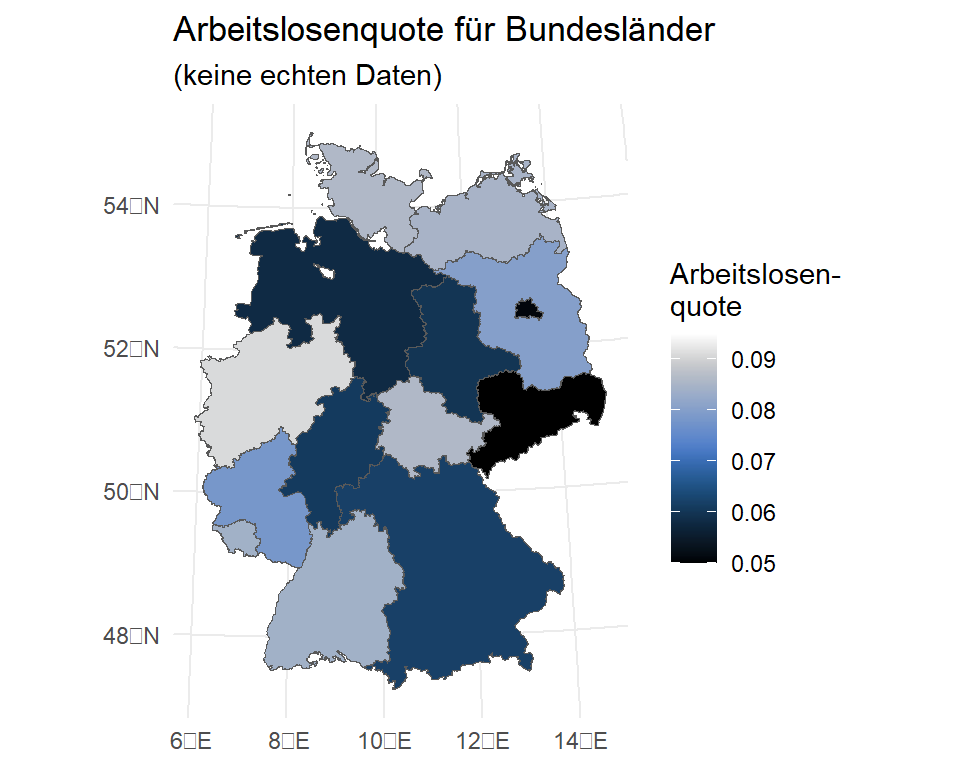 Arbeitslosenquote für Bundesländer
(keine echten Daten)
54▯N
52▯N
50▯N
48▯N
6▯E
8▯E
10▯E
12▯E
14▯E
Arbeitslosen-
quote
0.09
0.08
0.07
0.06
0.05